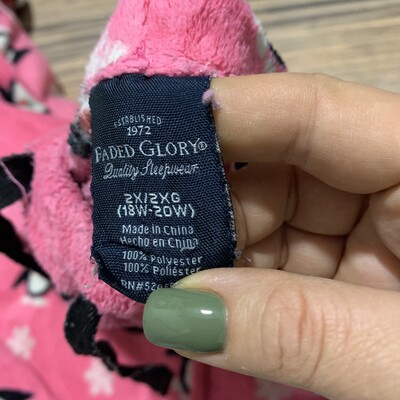 ESTABLISHED
1972
FADED GLORY®
Quality Sleepwear
2X/2XG
(18W-20W)
Made in China
Hecho en China
100% Polyester
100% Poliéster